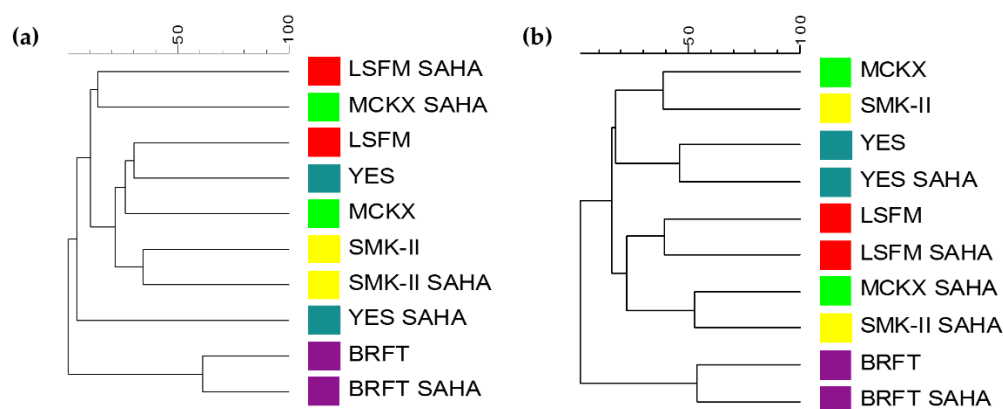 (a)
50
100
LSFM SAHA
MCKX SAHA
LSFM
YES
MCKX
SMK-II
SMK-II SAHA
YES SAHA
BRFT
BRFT SAHA
(b)
50
100
MCKX
SMK-II
YES
YES SAHA
LSFM
LSFM SAHA
MCKX SAHA
SMK-II SAHA
BRFT
BRFT SAHA